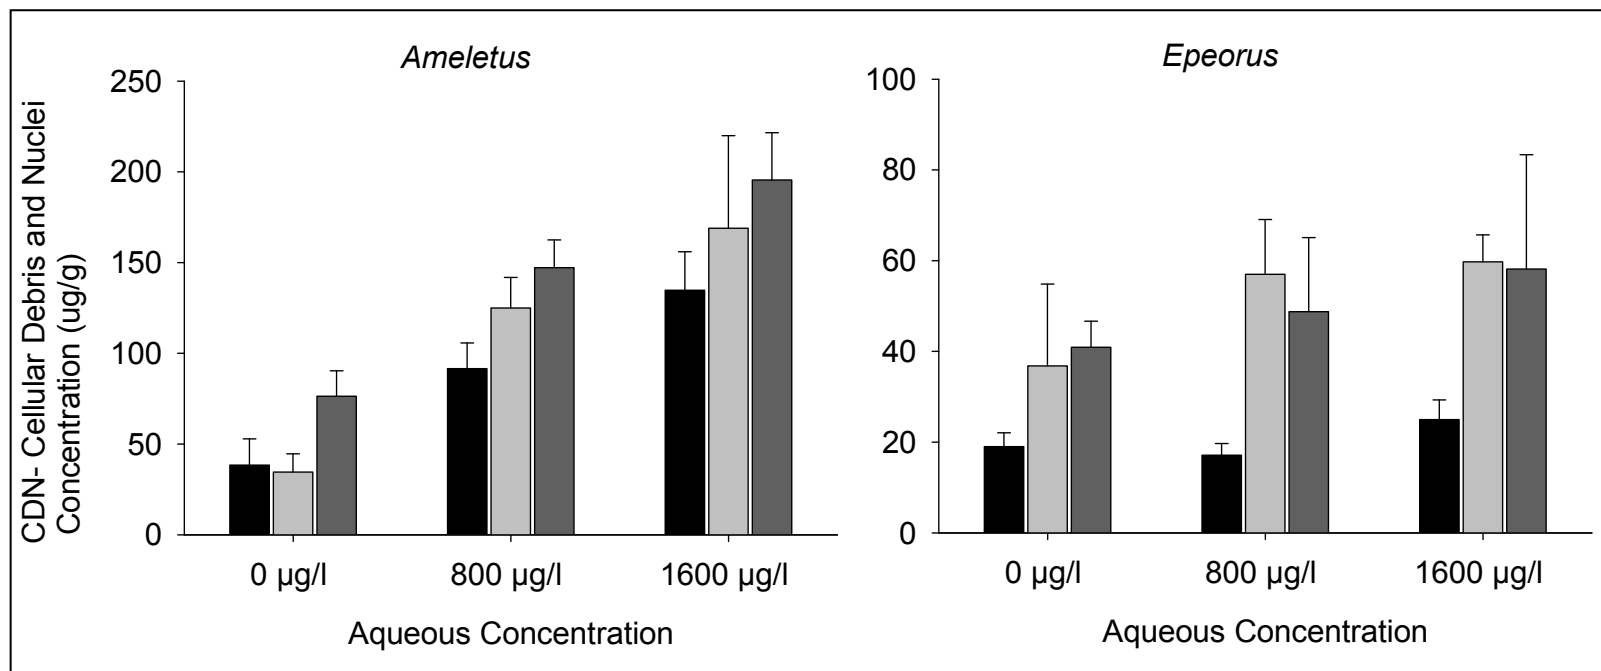 Ameletus
CDN- Cellular Debris and Nuclei
Concentration (ug/g)
250
200
150
100
50
0
0 µg/l 800 µg/l 1600 µg/l
Aqueous Concentration
Epeorus
100
80
60
40
20
0
0 µg/l 800 µg/l 1600 µg/l
Aqueous Concentration